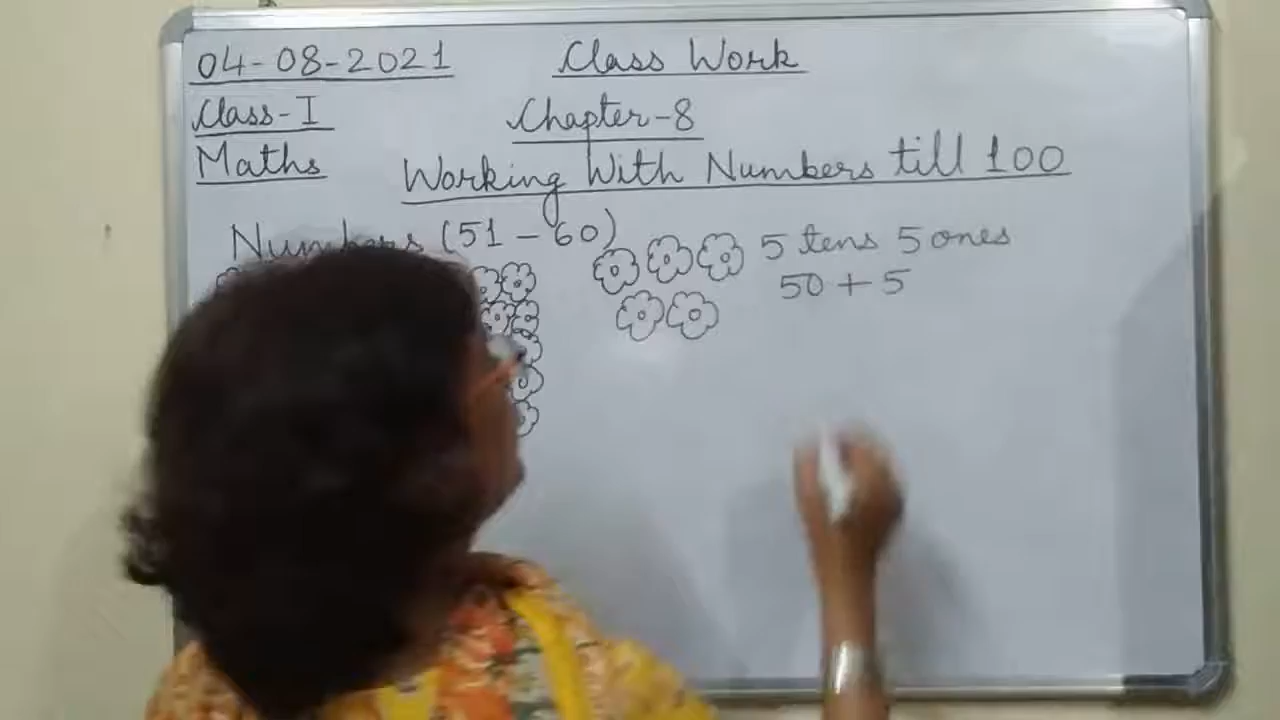 04-08-2021 Class Work
Class-I Chapter-8
Maths Working With Numbers till 100
Numbers (51-60)
5 tens 5 ones
50+5